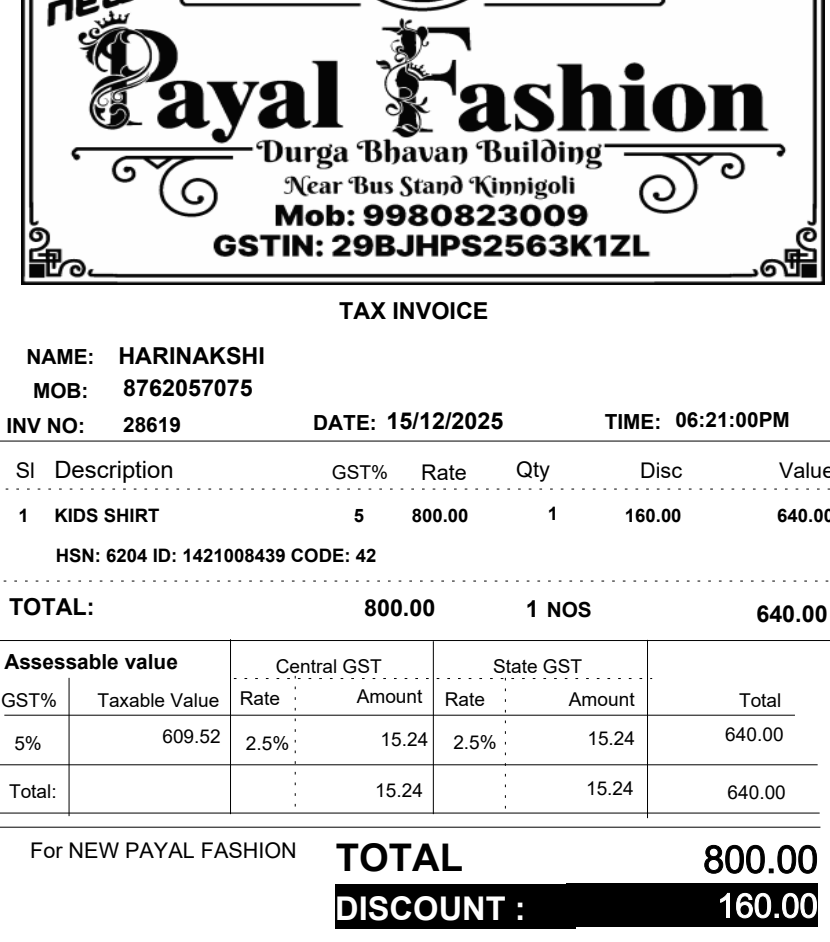 new
Payal Fashion
Durga Bhavan Building
Near Bus Stand Kinnigoli
Mob: 9980823009
GSTIN: 29BJHPS2563K1ZL
TAX INVOICE
NAME: HARINAKSHI
MOB: 8762057075
INV NO: 28619 DATE: 15/12/2025 TIME: 06:21:00PM
Sl Description GST% Rate Qty Disc Value
1 KIDS SHIRT 5 800.00 1 160.00 640.00
HSN: 6204 ID: 1421008439 CODE: 42
TOTAL: 800.00 1 NOS 640.00
Assessable value Central GST State GST
GST% Taxable Value Rate Amount Rate Amount Total
5% 609.52 2.5% 15.24 2.5% 15.24 640.00
Total: 15.24 15.24 640.00
For NEW PAYAL FASHION TOTAL 800.00
DISCOUNT : 160.00